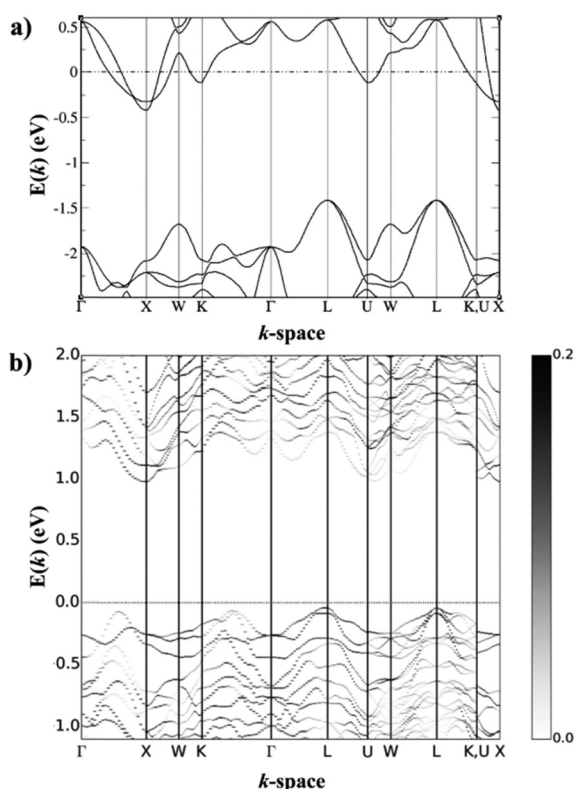 a)
E(k) (eV)
0.5
0
-0.5
-1
-1.5
-2
Γ X W K Γ L U W L K,U X
k-space
b)
E(k) (eV)
2.0
1.5
1.0
0.5
0.0
0.5
1.0
Γ X W K Γ L U W L K,U X
k-space
0.2
0.0